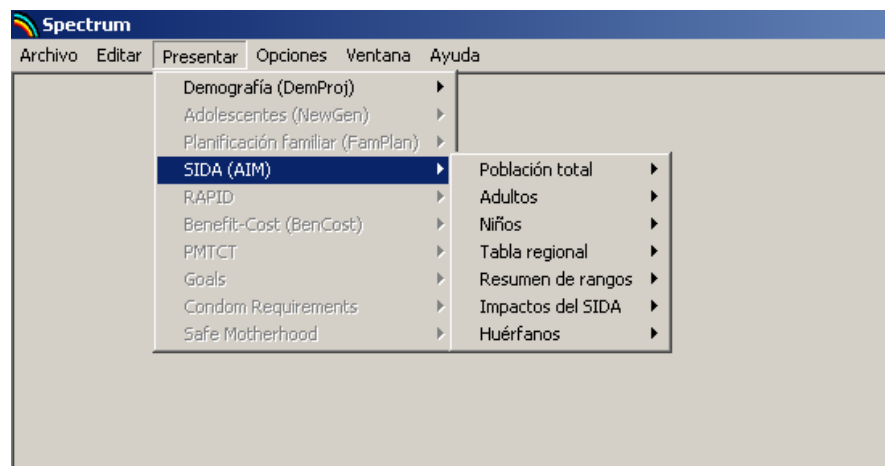 Spectrum
Archivo Editar Presentar Opciones Ventana Ayuda
Demografía (DemProj)
Adolescentes (NewGen)
Planificación familiar (FamPlan)
SIDA (AIM)
RAPID
Benefit-Cost (BenCost)
PMTCT
Goals
Condom Requirements
Safe Motherhood
Población total
Adultos
Niños
Tabla regional
Resumen de rangos
Impactos del SIDA
Huérfanos